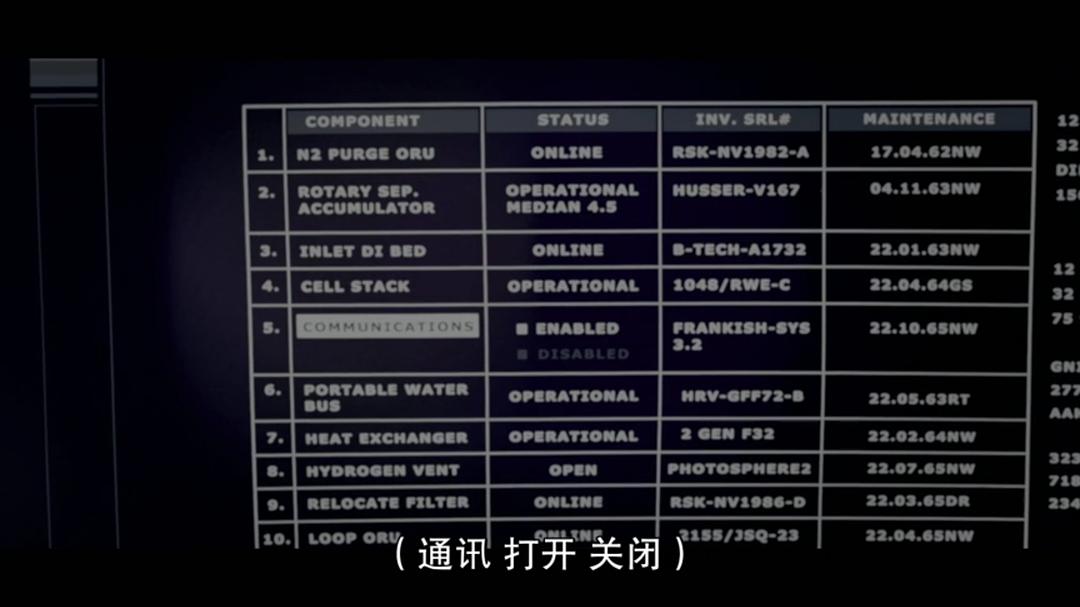 COMPONENT STATUS INV. SRL# MAINTENANCE
1. N2 PURGE ORU ONLINE RSK-NV1982-A 17.04.62NW
2. ROTARY SEP. OPERATIONAL HUSSER-V167 04.11.63NW
ACCUMULATOR MEDIAN 4.5
3. INLET DI BED ONLINE B-TECH-A1732 22.01.63NW
4. CELL STACK OPERATIONAL 1048/RWE-C 22.04.64GS
5. COMMUNICATIONS ENABLED FRANKISH-SYS 22.10.65NW
DISABLED 3.2
6. PORTABLE WATER OPERATIONAL HRV-GFF72-B 22.05.63RT
BUS
7. HEAT EXCHANGER OPERATIONAL 2 GEN F32 22.02.64NW
8. HYDROGEN VENT OPEN PHOTOSPHERE2 22.07.65NW
9. RELOCATE FILTER ONLINE RSK-NV1986-D 22.03.65DR
10. LOOP ORU ONLINE 2155/JSQ-23 22.04.65NW
12
32
DI
150
12
32
75
277
323
718
234
(通讯 打开 关闭)